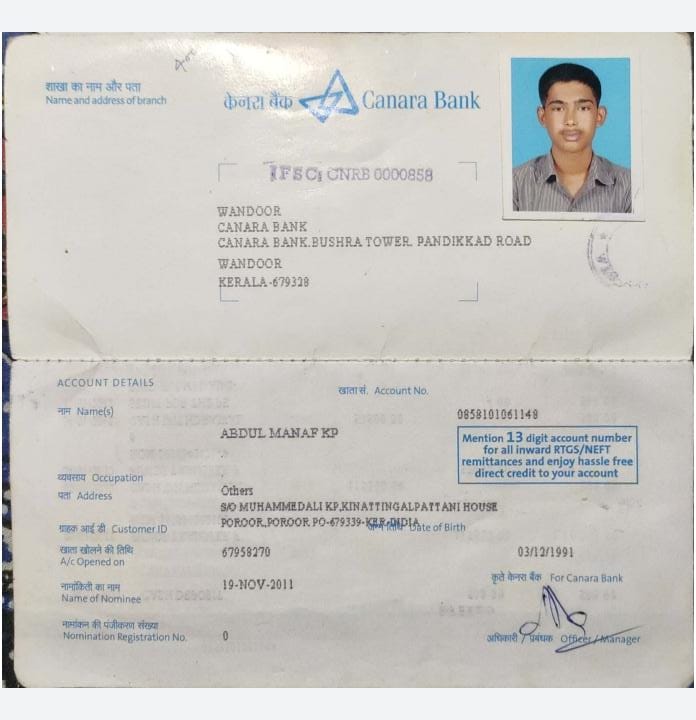 शाखा का नाम और पता
Name and address of branch
केनरा बैंक Canara Bank
IFSC: CNRB 0000858
WANDOOR
CANARA BANK
CANARA BANK.BUSHRA TOWER. PANDIKKAD ROAD
WANDOOR
KERALA-679328
ACCOUNT DETAILS
खाता सं. Account No.
0858101061148
नाम Name(s)
ABDUL MANAF KP
Mention 13 digit account number
for all inward RTGS/NEFT
remittances and enjoy hassle free
direct credit to your account
व्यवसाय Occupation
Others
पता Address
S/O MUHAMMEDALI KP,KINATTINGALPATTANI HOUSE
POROOR,POROOR PO-679339-KER-INDIA
ग्राहक आई डी. Customer ID
67958270
जन्म तिथि Date of Birth
03/12/1991
खाता खोलने की तिथि
A/c Opened on
19-NOV-2011
नामांकिती का नाम
Name of Nominee
कृते केनरा बैंक For Canara Bank
नामांकन की पंजीकरण संख्या
Nomination Registration No.
0
अधिकारी / प्रबंधक Officer / Manager